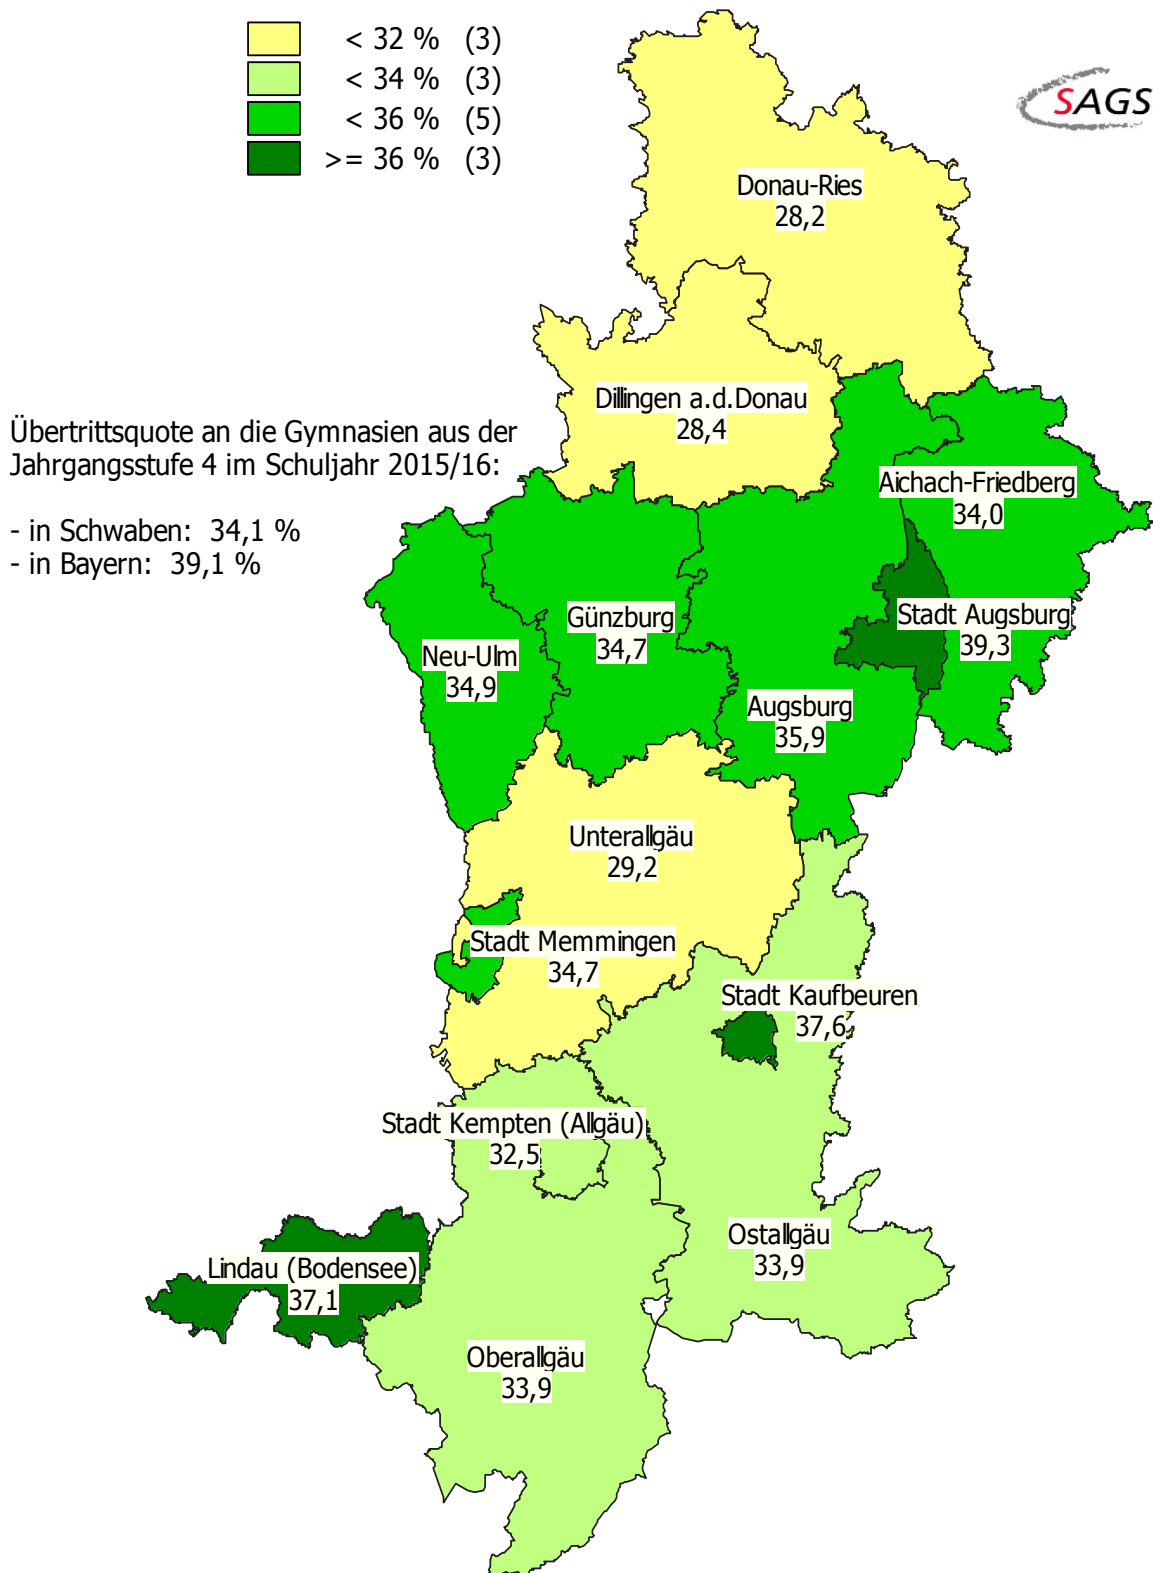 < 32 % (3)
< 34 % (3)
< 36 % (5)
>= 36 % (3)
SAGS
Donau-Ries
28,2
Dillingen a.d.Donau
28,4
Übertrittsquote an die Gymnasien aus der
Jahrgangsstufe 4 im Schuljahr 2015/16:
- in Schwaben: 34,1 %
- in Bayern: 39,1 %
Aichach-Friedberg
34,0
Stadt Augsburg
39,3
Günzburg
34,7
Neu-Ulm
34,9
Augsburg
35,9
Unterallgäu
29,2
Stadt Memmingen
34,7
Stadt Kaufbeuren
37,6
Stadt Kempten (Allgäu)
32,5
Ostallgäu
33,9
Lindau (Bodensee)
37,1
Oberallgäu
33,9